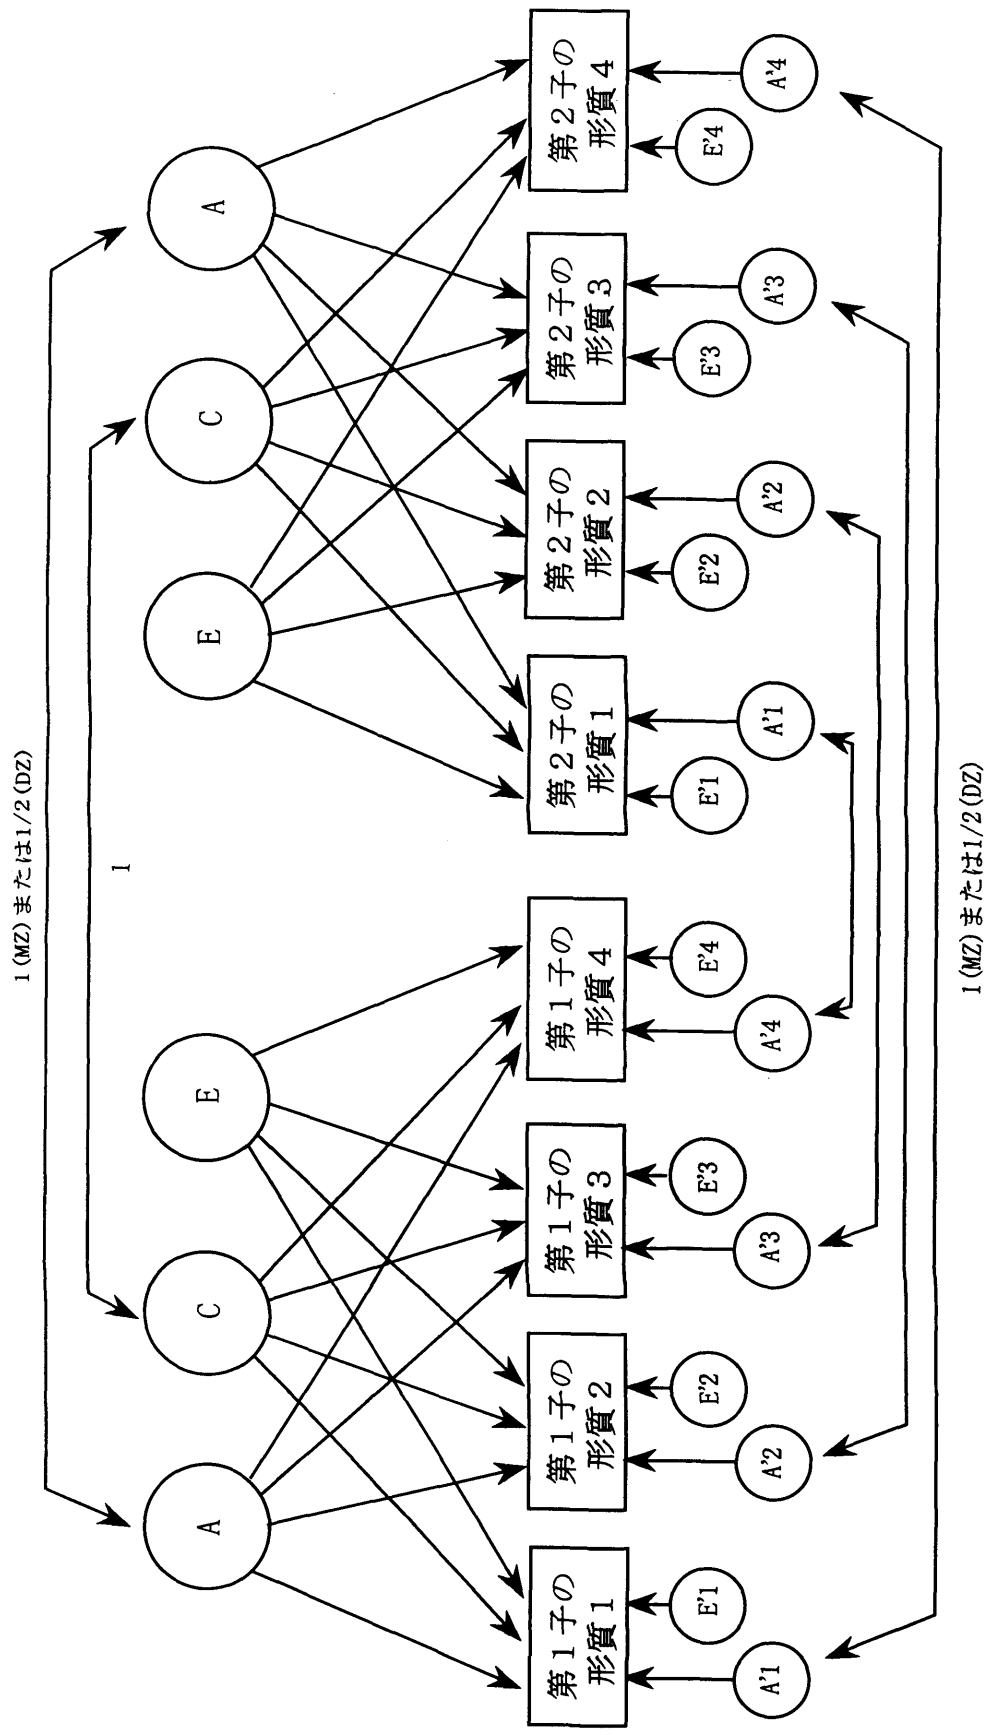 1(MZ)または1/2(DZ)
1
A
C
E
E
C
A
第1子の
形質1
第1子の
形質2
第1子の
形質3
第1子の
形質4
第2子の
形質1
第2子の
形質2
第2子の
形質3
第2子の
形質4
A'1
E'1
A'2
E'2
A'3
E'3
A'4
E'4
E'1
A'1
E'2
A'2
E'3
A'3
E'4
A'4
1(MZ)または1/2(DZ)